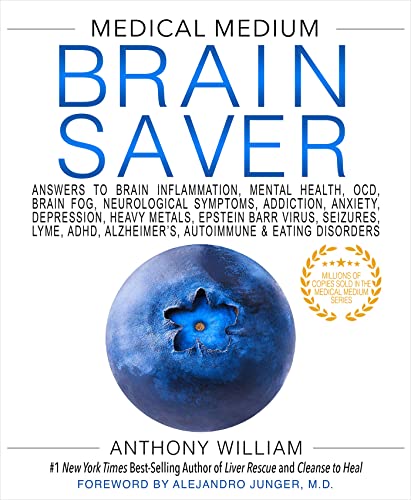 MEDICAL MEDIUM
BRAIN
SAVER
ANSWERS TO BRAIN INFLAMMATION, MENTAL HEALTH, OCD,
BRAIN FOG, NEUROLOGICAL SYMPTOMS, ADDICTION, ANXIETY,
DEPRESSION, HEAVY METALS, EPSTEIN BARR VIRUS, SEIZURES,
LYME, ADHD, ALZHEIMER'S, AUTOIMMUNE & EATING DISORDERS
MILLIONS OF
COPIES SOLD IN THE
MEDICAL MEDIUM
SERIES
ANTHONY WILLIAM
#1 New York Times Best-Selling Author of Liver Rescue and Cleanse to Heal
FOREWORD BY ALEJANDRO JUNGER, M.D.